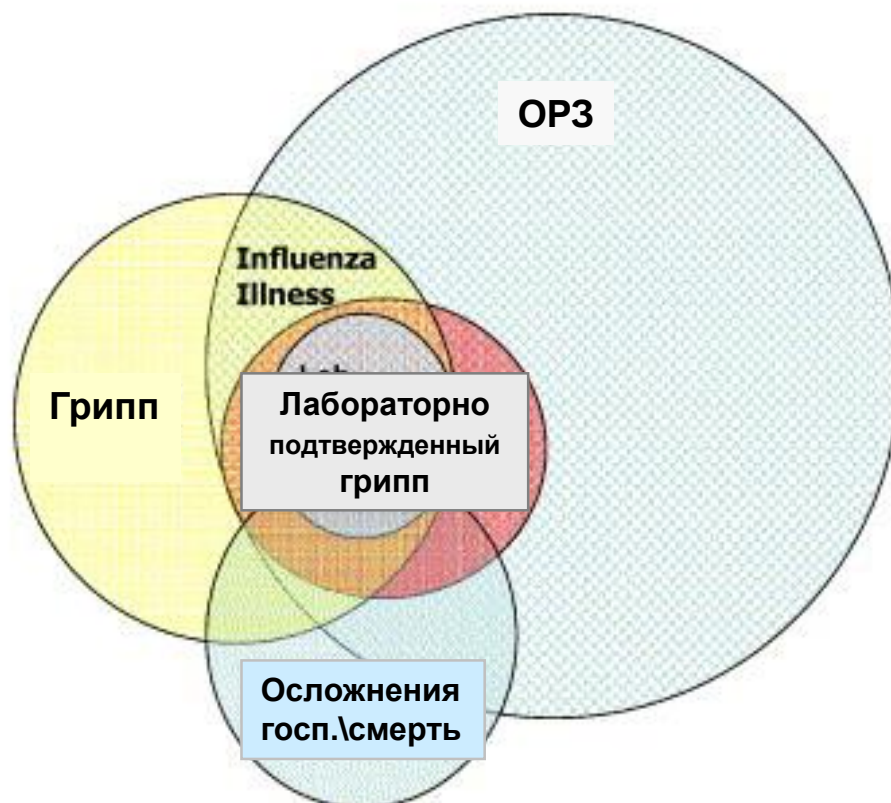 ОРЗ
Influenza
Illness
Грипп
Лабораторно
подтвержденный
грипп
Осложнения
госп.\смерть